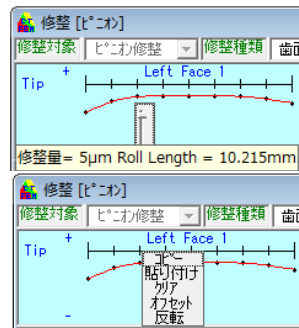 修整 [ピニオン]
修整対象 ピニオン修整 修整種類 歯
Left Face 1
Tip +
修整量= 5μm Roll Length = 10.215mm
修整 [ピニオン]
修整対象 ピニオン修整 修整種類 歯
Left Face 1
Tip +
コピー
貼り付け
クリア
オフセット
反転
-